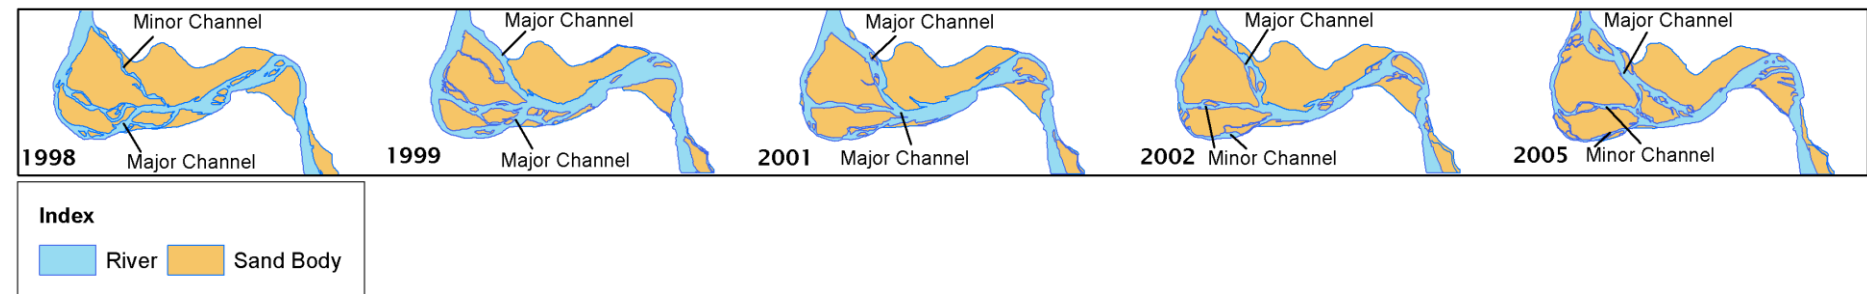 Minor Channel
Major Channel
1998
Major Channel
Major Channel
1999
Major Channel
Major Channel
2001
Major Channel
Minor Channel
2002
Major Channel
Minor Channel
2005
Index
River
Sand Body